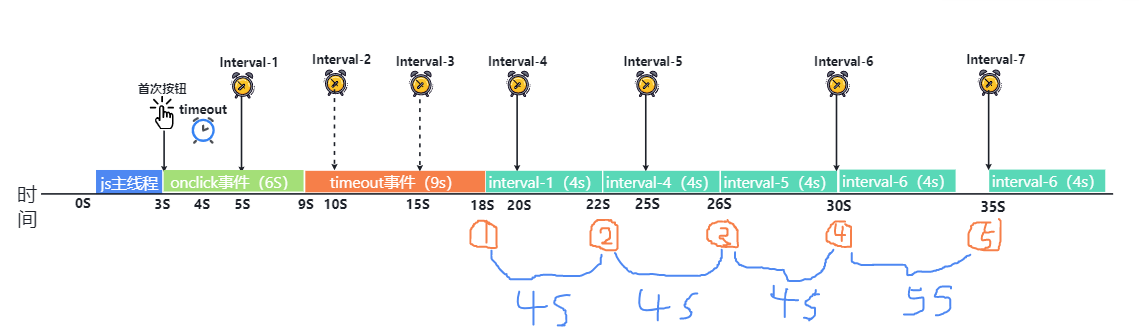 Interval-1
Interval-2
Interval-3
Interval-4
Interval-5
Interval-6
Interval-7
首次按钮
timeout
js主线程
onclick事件（6S）
timeout事件（9s）
interval-1（4s）
interval-4（4s）
interval-5（4s）
interval-6（4s）
interval-6（4s）
时间
0S
3S
4S
5S
9S
10S
15S
18S
20S
22S
25S
26S
30S
35S
1
2
3
4
5
4S
4S
4S
5S